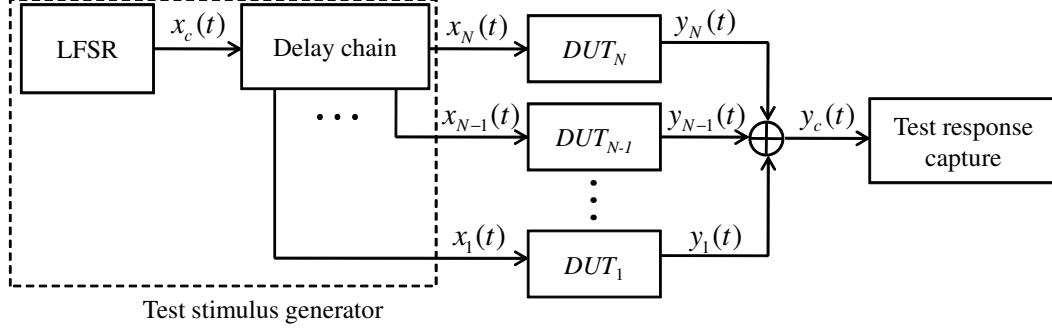 LFSR
x_c(t)
Delay chain
x_N(t)
DUT_N
y_N(t)
x_{N-1}(t)
DUT_{N-1}
y_{N-1}(t)
y_c(t)
Test response
capture
x_1(t)
DUT_1
y_1(t)
Test stimulus generator